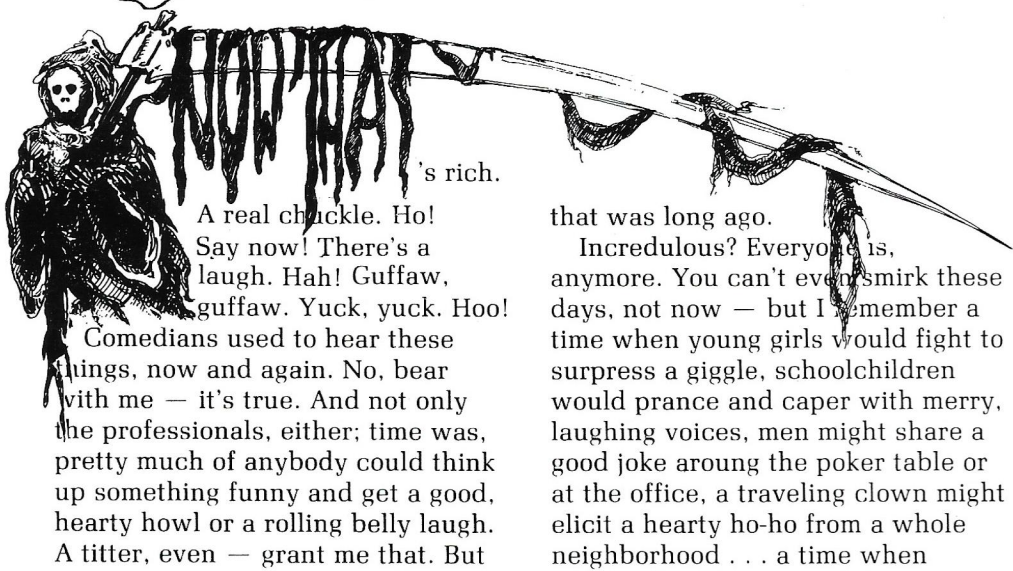 NOW THAT
's rich.
A real chuckle. Ho!
Say now! There's a
laugh. Hah! Guffaw,
guffaw. Yuck, yuck. Hoo!
Comedians used to hear these
things, now and again. No, bear
with me — it's true. And not only
the professionals, either; time was,
pretty much of anybody could think
up something funny and get a good,
hearty howl or a rolling belly laugh.
A titter, even — grant me that. But
that was long ago.
Incredulous? Everyone is,
anymore. You can't even smirk these
days, not now — but I remember a
time when young girls would fight to
surpress a giggle, schoolchildren
would prance and caper with merry,
laughing voices, men might share a
good joke aroung the poker table or
at the office, a traveling clown might
elicit a hearty ho-ho from a whole
neighborhood . . . a time when